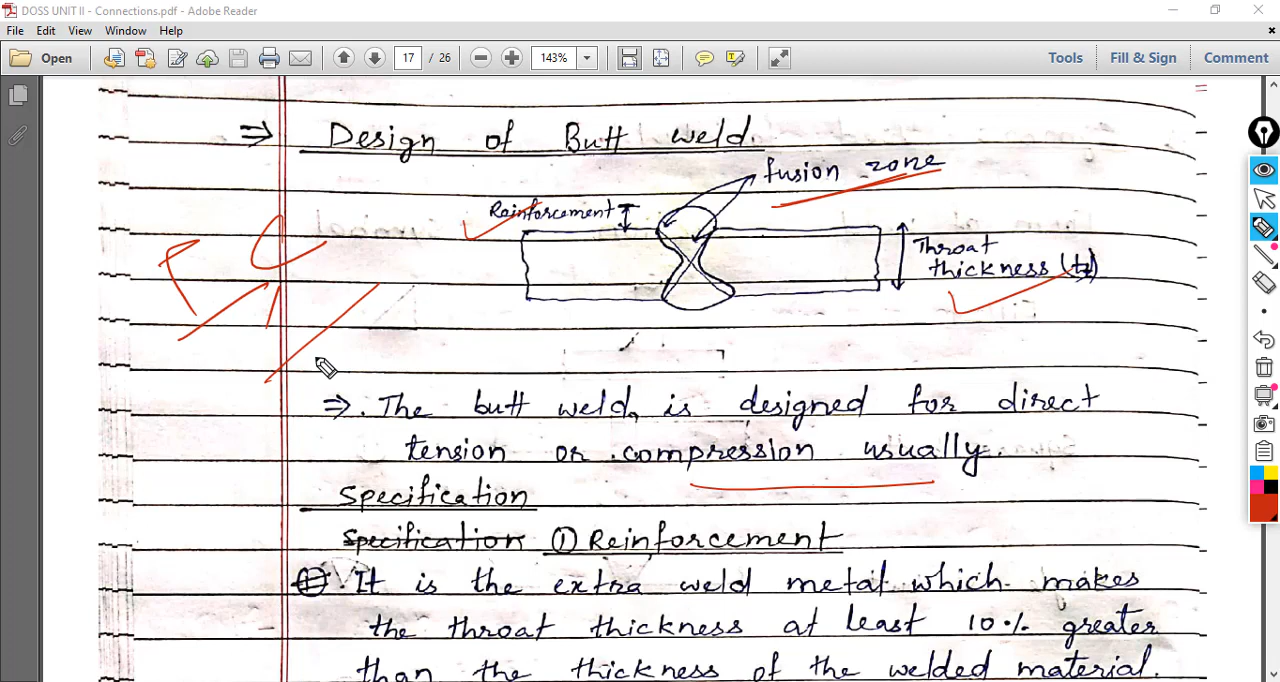 DOSS UNIT II - Connections.pdf - Adobe Reader
File Edit View Window Help
Open 17 / 26 143% Tools Fill & Sign Comment
⇒ Design of Butt weld.
fusion zone
Reinforcement
Throat
thickness (t)
T C
⇒. The butt weld, is designed for direct
tension or compression usually.
Specification
Specification ① Reinforcement
It is the extra weld metal which makes
the throat thickness at least 10% greater
than the thickness of the welded material.